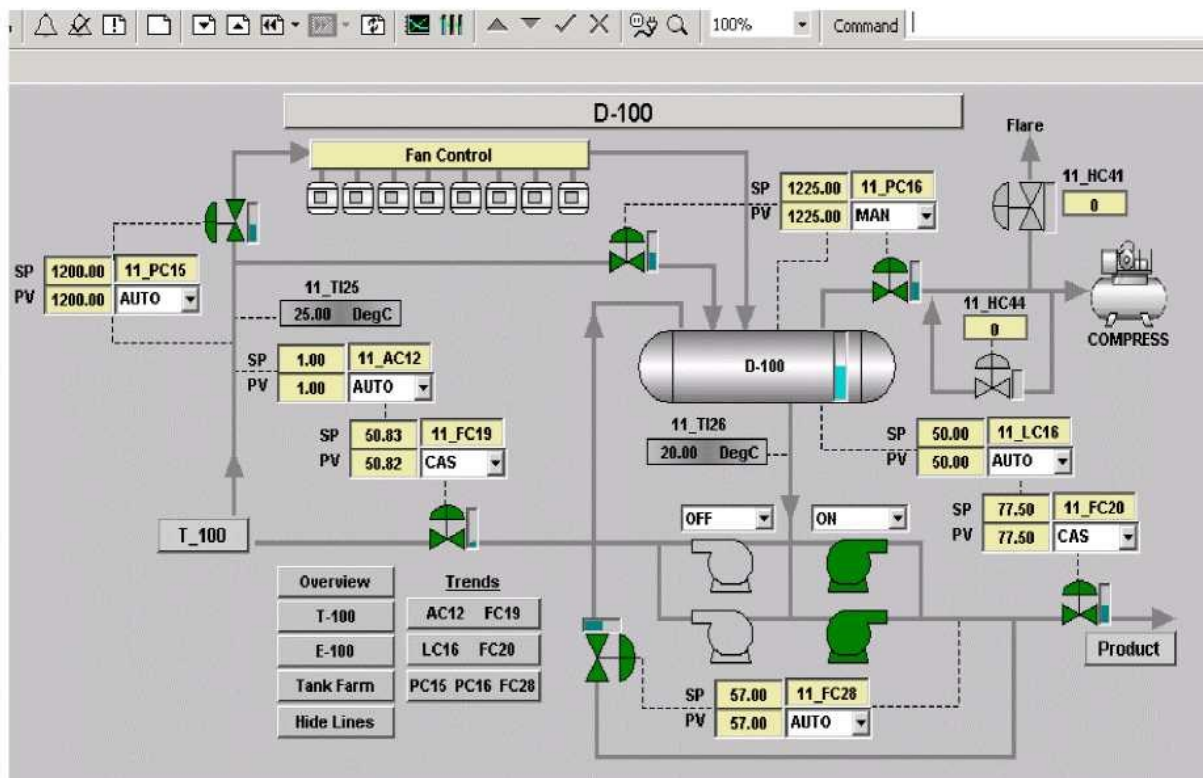 100% Command
D-100
Flare
Fan Control
11_HC41
0
SP 1225.00 11_PC16
PV 1225.00 MAN
SP 1200.00 11_PC15
PV 1200.00 AUTO
11_TI25
25.00 DegC
11_HC44
0
COMPRESS
SP 1.00 11_AC12
PV 1.00 AUTO
D-100
SP 50.83 11_FC19
PV 50.82 CAS
11_TI26
20.00 DegC
SP 50.00 11_LC16
PV 50.00 AUTO
SP 77.50 11_FC20
PV 77.50 CAS
OFF ON
T_100
Overview
T-100
E-100
Tank Farm
Hide Lines
Trends
AC12 FC19
LC16 FC20
PC15 PC16 FC28
SP 57.00 11_FC28
PV 57.00 AUTO
Product